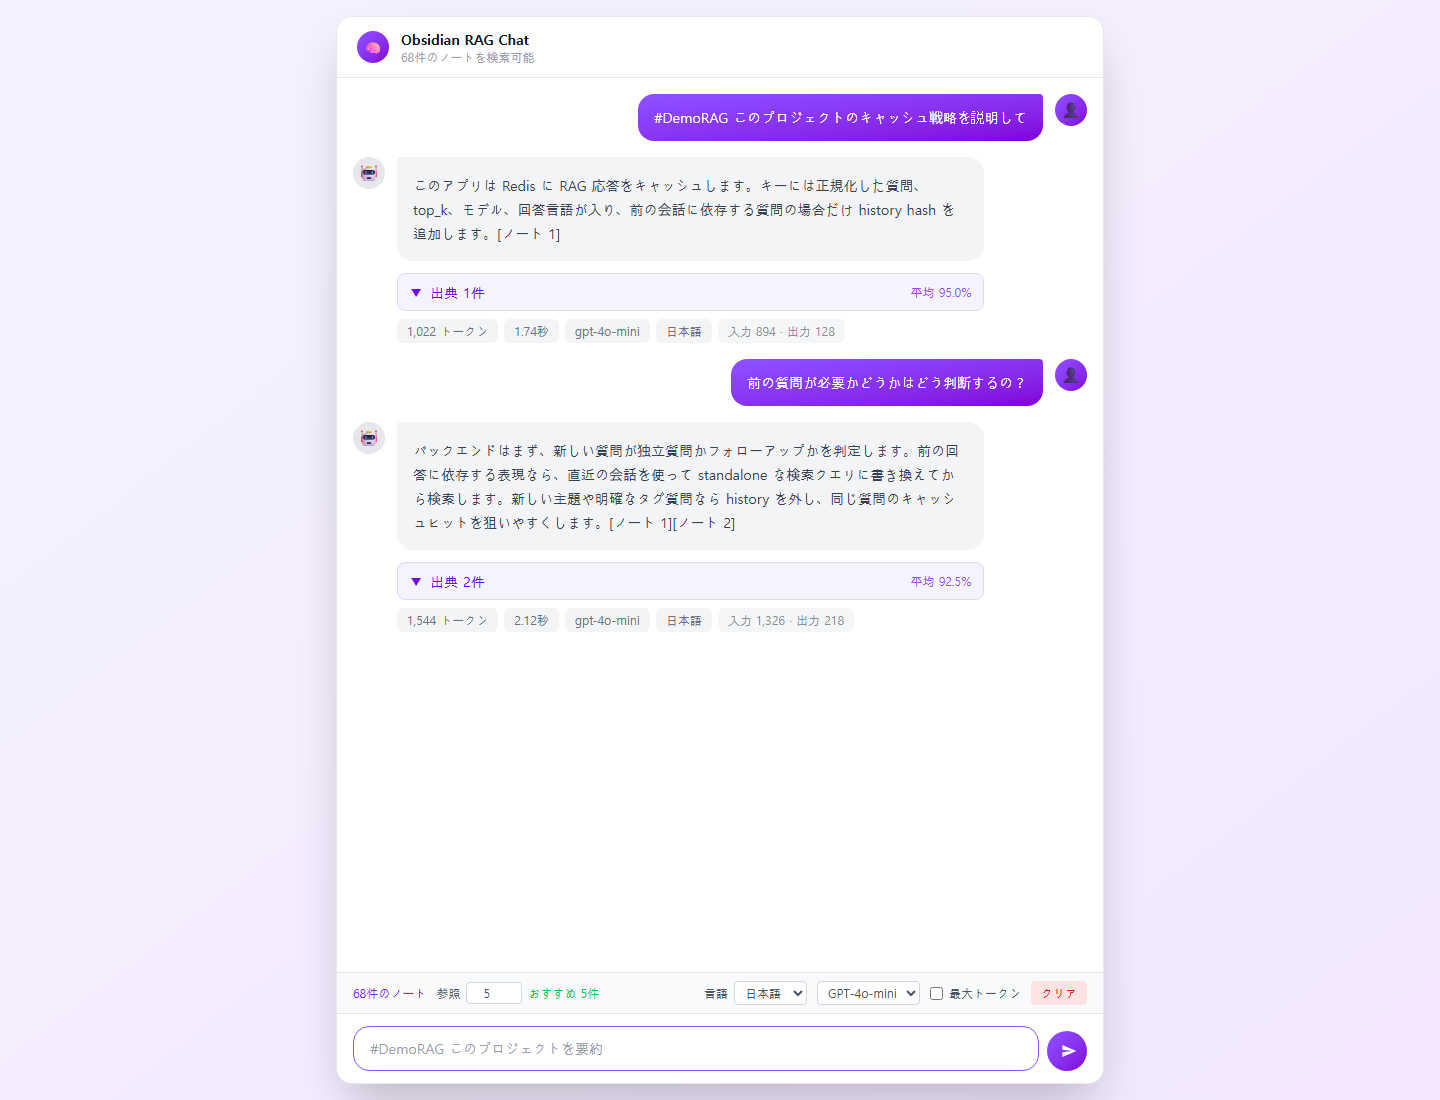 Obsidian RAG Chat
68件のノートを検索可能
#DemoRAG このプロジェクトのキャッシュ戦略を説明して
このアプリは Redis に RAG 応答をキャッシュします。キーには正規化した質問、
top_k、モデル、回答言語が入り、前の会話に依存する質問の場合だけ history hash を
追加します。[ノート 1]
▼ 出典 1件 平均 95.0%
1,022 トークン 1.74秒 gpt-4o-mini 日本語 入力 894 · 出力 128
前の質問が必要かどうかはどう判断するの？
バックエンドはまず、新しい質問が独立質問かフォローアップかを判定します。前の回
答に依存する表現なら、直近の会話を使って standalone な検索クエリに書き換えてか
ら検索します。新しい主題や明確なタグ質問なら history を外し、同じ質問のキャッシ
ュヒットを狙いやすくします。[ノート 1][ノート 2]
▼ 出典 2件 平均 92.5%
1,544 トークン 2.12秒 gpt-4o-mini 日本語 入力 1,326 · 出力 218
68件のノート 参照 5 おすすめ 5件 言語 日本語 GPT-4o-mini 最大トークン クリア
#DemoRAG このプロジェクトを要約